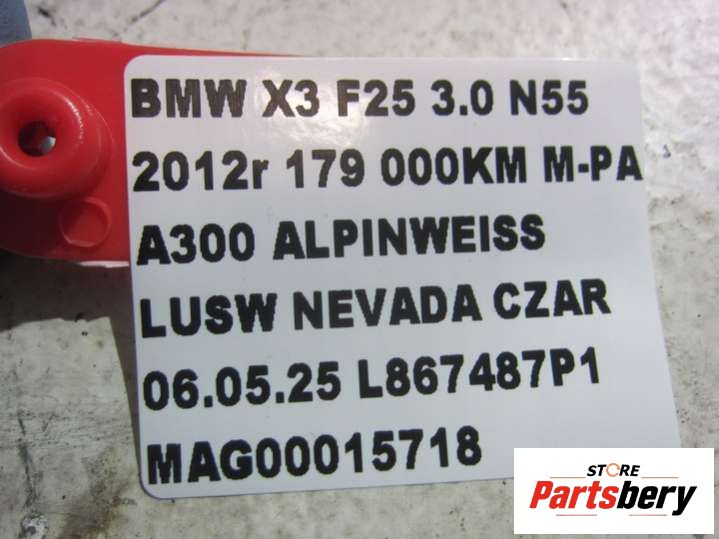 BMW X3 F25 3.0 N55
2012r 179 000KM M-PA
A300 ALPINWEISS
LUSW NEVADA CZAR
06.05.25 L867487P1
MAG00015718
STORE
Partsbery